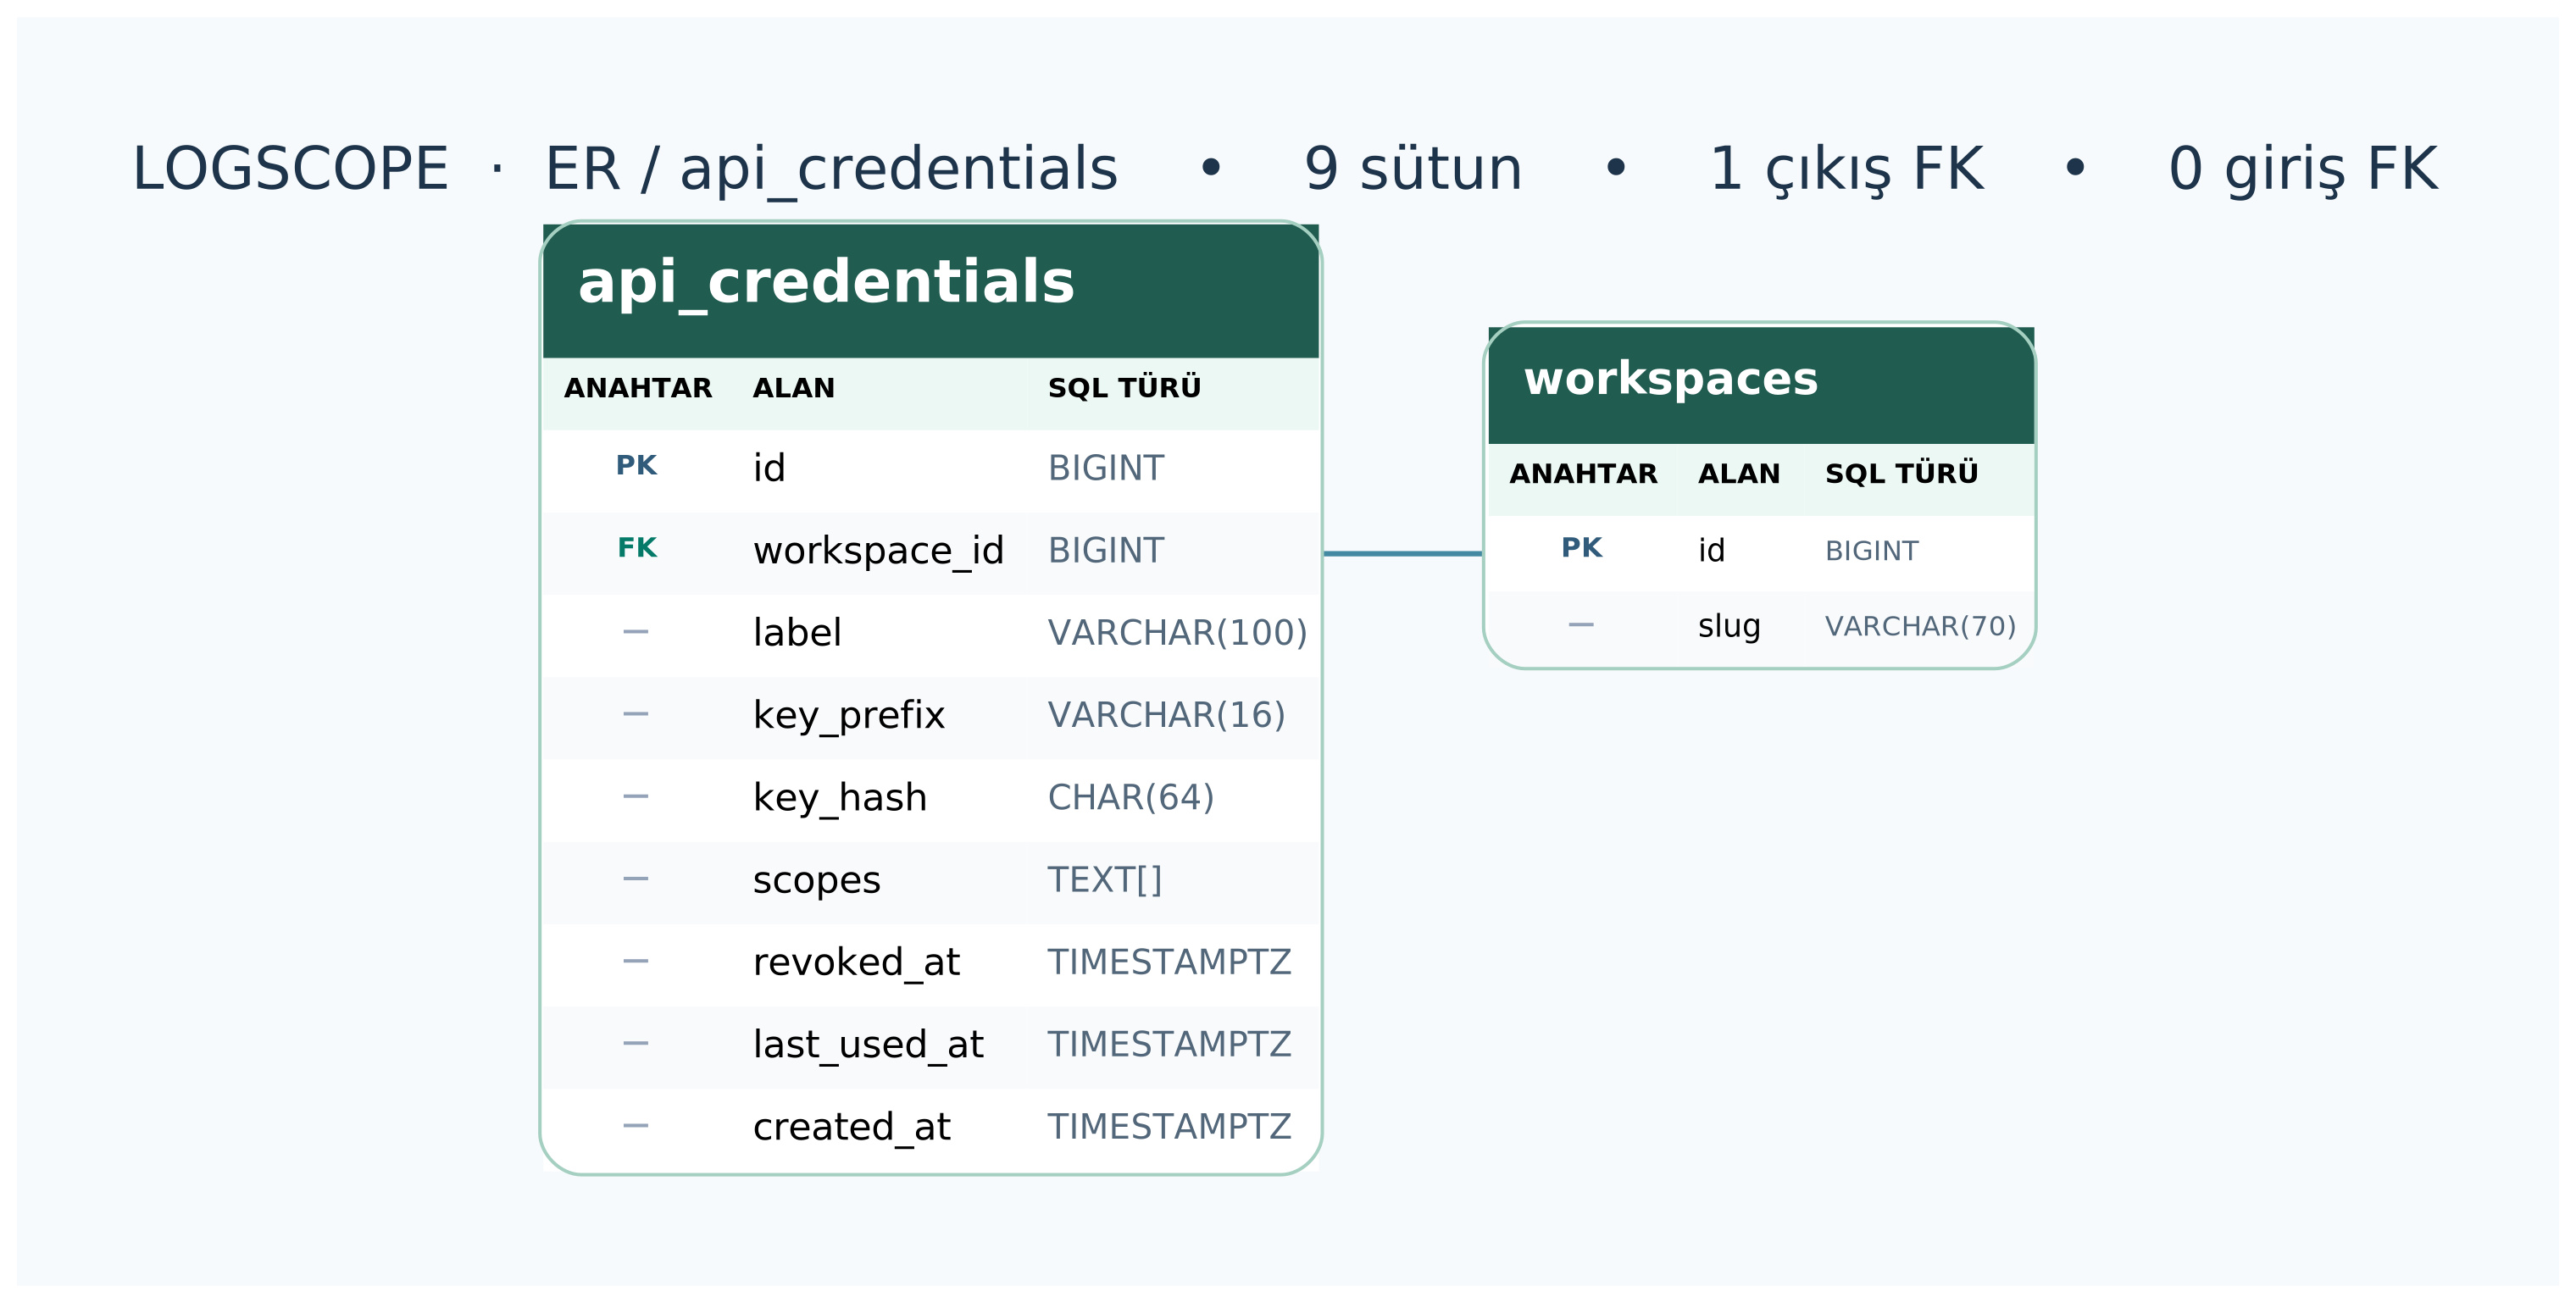 LOGSCOPE · ER / api_credentials • 9 sütun • 1 çıkış FK • 0 giriş FK
api_credentials
ANAHTAR ALAN SQL TÜRÜ
PK id BIGINT
FK workspace_id BIGINT
— label VARCHAR(100)
— key_prefix VARCHAR(16)
— key_hash CHAR(64)
— scopes TEXT[]
— revoked_at TIMESTAMPTZ
— last_used_at TIMESTAMPTZ
— created_at TIMESTAMPTZ
workspaces
ANAHTAR ALAN SQL TÜRÜ
PK id BIGINT
— slug VARCHAR(70)